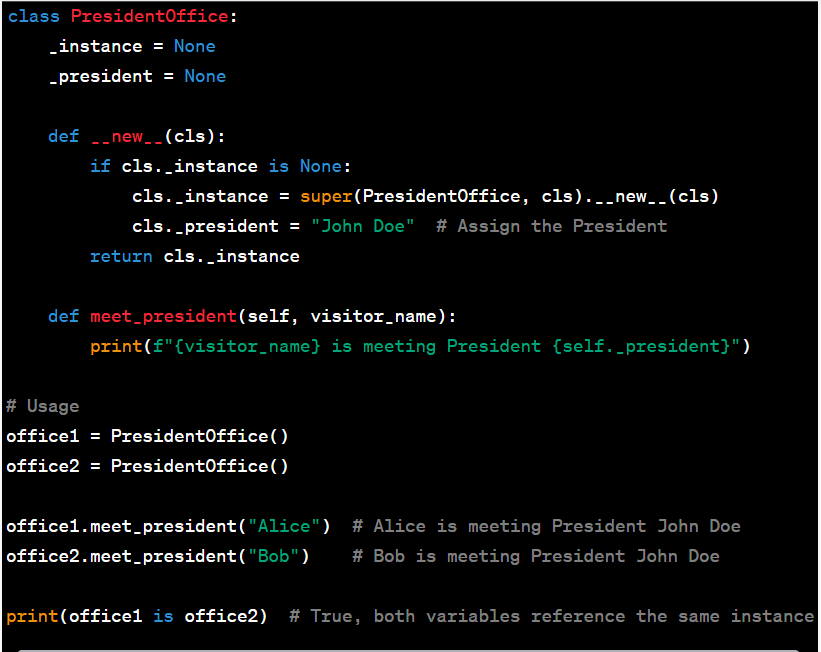 class PresidentOffice:
    _instance = None
    _president = None

    def __new__(cls):
        if cls._instance is None:
            cls._instance = super(PresidentOffice, cls).__new__(cls)
            cls._president = "John Doe"  # Assign the President
        return cls._instance

    def meet_president(self, visitor_name):
        print(f"{visitor_name} is meeting President {self._president}")

# Usage
office1 = PresidentOffice()
office2 = PresidentOffice()

office1.meet_president("Alice")  # Alice is meeting President John Doe
office2.meet_president("Bob")    # Bob is meeting President John Doe

print(office1 is office2)  # True, both variables reference the same instance